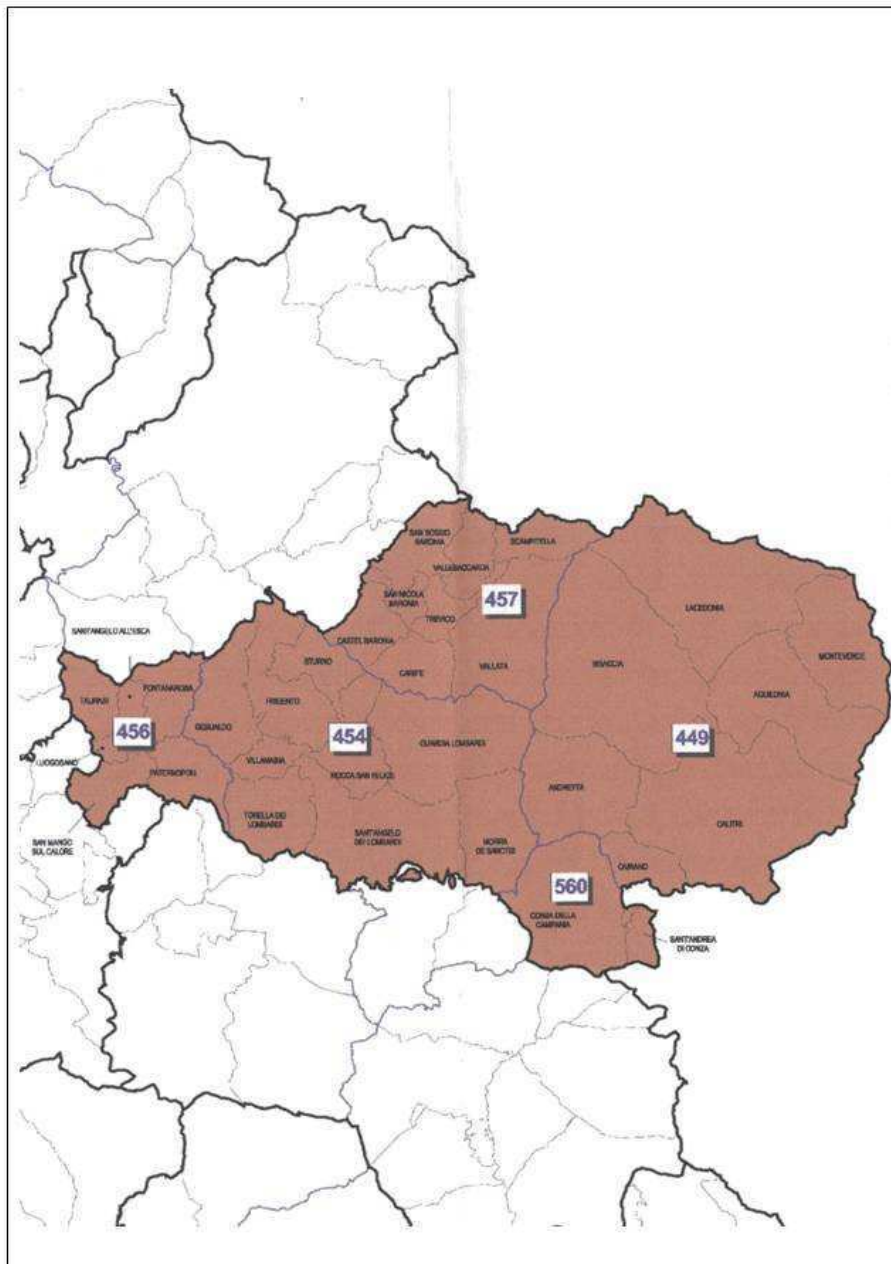 SAN SOSSIO
BARONIA
SCAMPITELLA
VALLESACCARDA
SAN NICOLA
BARONIA
457
TREVICO
LACEDONIA
SANT'ANGELO ALL'ESCA
CASTEL BARONIA
STURNO
CARIFE
VALLATA
BISACCIA
MONTEVERDE
TAURASI
FONTANAROSA
FRIGENTO
AQUILONIA
GESUALDO
456
454
449
GUARDIA LOMBARDI
LUOGOSANO
VILLAMAINA
PATERNOPOLI
ROCCA SAN FELICE
ANDRETTA
TORELLA DEI
LOMBARDI
CALITRI
SAN MANGO
SUL CALORE
SANT'ANGELO
DEI LOMBARDI
MORRA
DE SANCTIS
CAIRANO
560
CONZA DELLA
CAMPANIA
SANT'ANDREA
DI CONZA